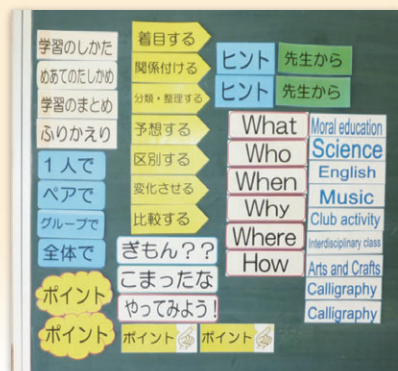 学習のしかた
めあてのたしかめ
学習のまとめ
ふりかえり
1人で
ペアで
グループで
全体で
ポイント
ポイント
着目する
関係付ける
分類・整理する
予想する
区別する
変化させる
比較する
ぎもん??
こまったな
やってみよう!
ポイント
ポイント
ヒント 先生から
ヒント 先生から
What
Who
When
Why
Where
How
Moral education
Science
English
Music
Club activity
Interdisciplinary class
Arts and Crafts
Calligraphy
Calligraphy